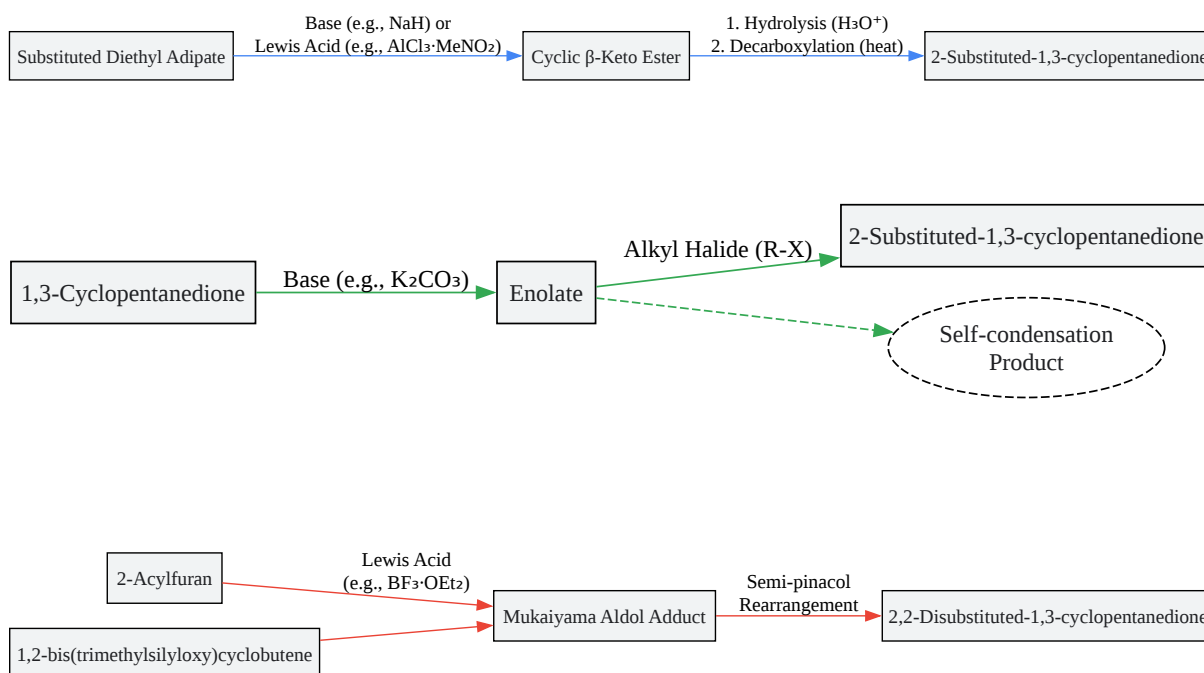 Substituted Diethyl Adipate
Base (e.g., NaH) or
Lewis Acid (e.g., AlCl₃·MeNO₂)
Cyclic β-Keto Ester
1. Hydrolysis (H₃O⁺)
2. Decarboxylation (heat)
2-Substituted-1,3-cyclopentanedione
1,3-Cyclopentanedione
Base (e.g., K₂CO₃)
Enolate
Alkyl Halide (R-X)
2-Substituted-1,3-cyclopentanedione
Self-condensation
Product
2-Acylfuran
1,2-bis(trimethylsilyloxy)cyclobutene
Lewis Acid
(e.g., BF₃·OEt₂)
Mukaiyama Aldol Adduct
Semi-pinacol
Rearrangement
2,2-Disubstituted-1,3-cyclopentanedione